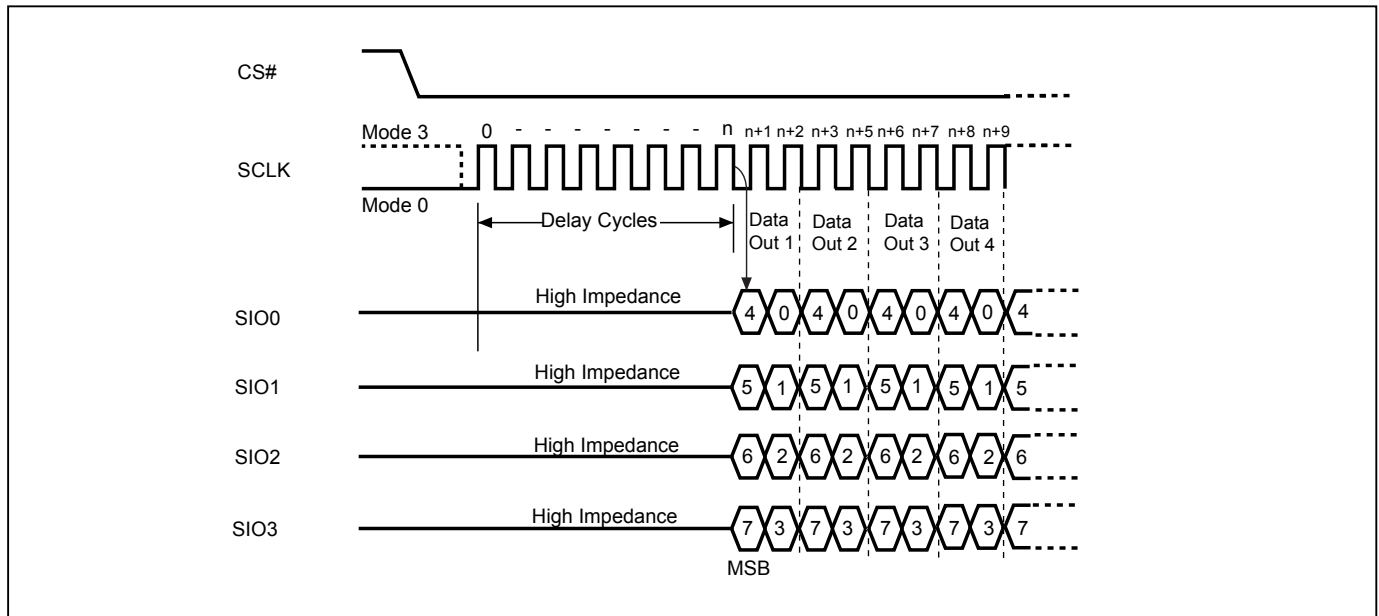 CS#
Mode 3
0 - - - - - - n n+1 n+2 n+3 n+5 n+6 n+7 n+8 n+9
SCLK
Mode 0
Delay Cycles
Data Out 1
Data Out 2
Data Out 3
Data Out 4
High Impedance
SIO0
4 0 4 0 4 0 4 0 4
High Impedance
SIO1
5 1 5 1 5 1 5 1 5
High Impedance
SIO2
6 2 6 2 6 2 6 2 6
High Impedance
SIO3
7 3 7 3 7 3 7 3 7
MSB